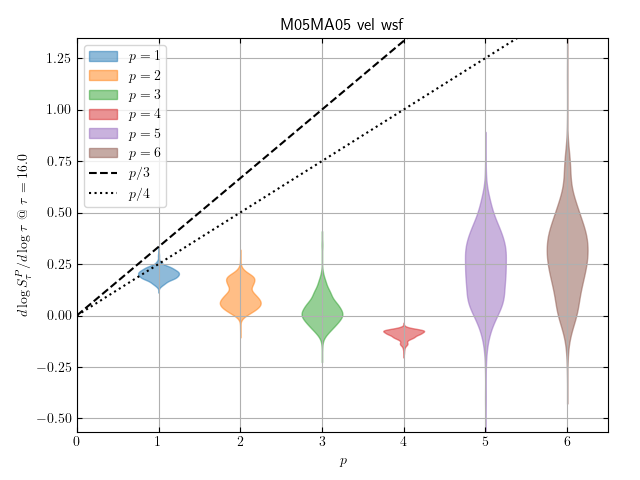 M05MA05 vel wsf
d log S_τ^P / d log τ @ τ = 16.0
1.25
1.00
0.75
0.50
0.25
0.00
−0.25
−0.50
p = 1
p = 2
p = 3
p = 4
p = 5
p = 6
p/3
p/4
0 1 2 3 4 5 6
p